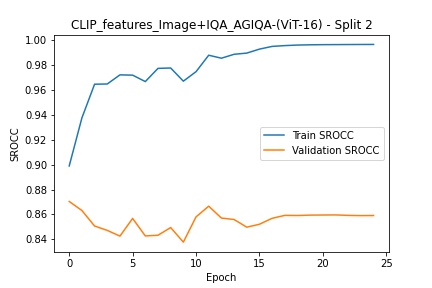 CLIP_features_Image+IQA_AGIQA-(ViT-16) - Split 2
1.00
0.98
0.96
0.94
0.92
0.90
0.88
0.86
0.84
SROCC
Train SROCC
Validation SROCC
0 5 10 15 20 25
Epoch